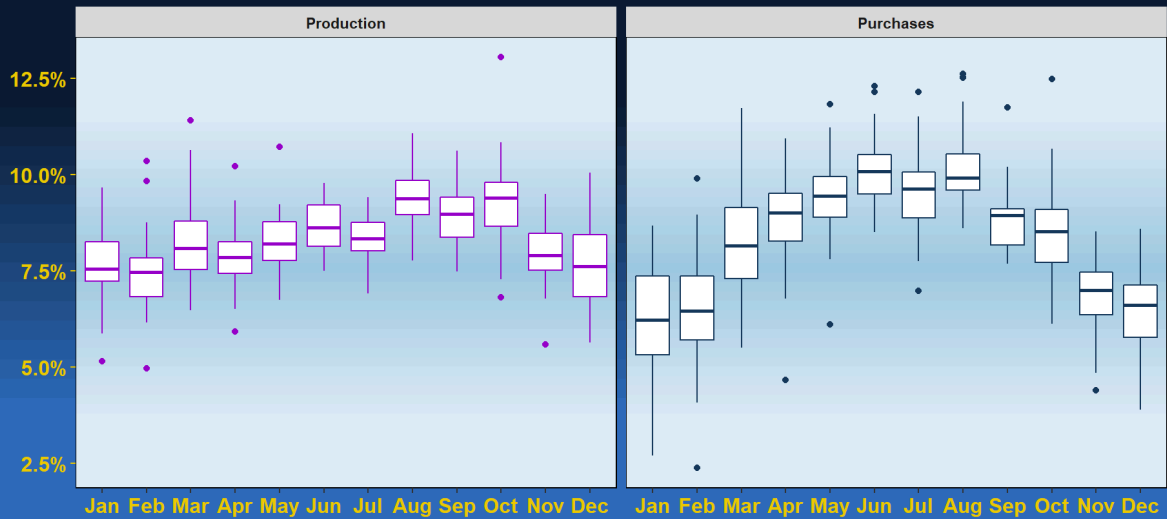 Production Purchases
12.5%
10.0%
7.5%
5.0%
2.5%
Jan Feb Mar Apr May Jun Jul Aug Sep Oct Nov Dec Jan Feb Mar Apr May Jun Jul Aug Sep Oct Nov Dec